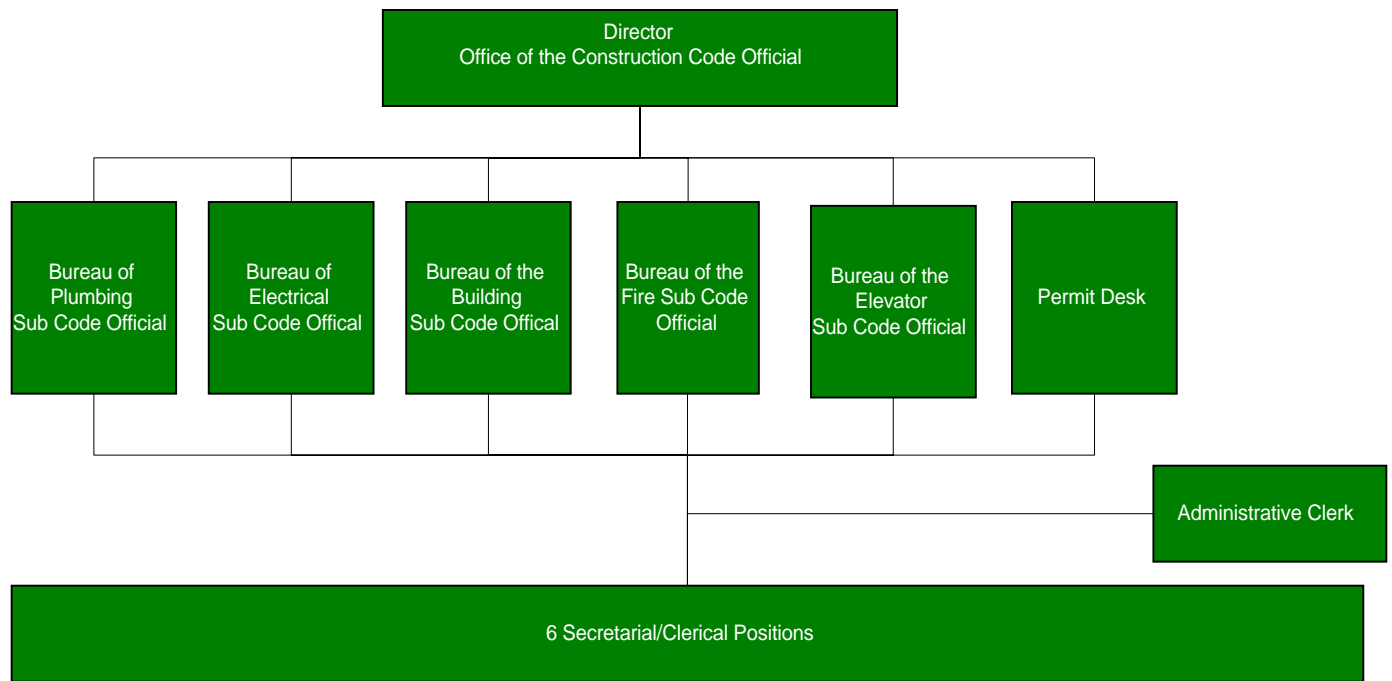 Director
Office of the Construction Code Official
Bureau of
Plumbing
Sub Code Official
Bureau of
Electrical
Sub Code Offical
Bureau of the
Building
Sub Code Offical
Bureau of the
Fire Sub Code
Official
Bureau of the
Elevator
Sub Code Official
Permit Desk
Administrative Clerk
6 Secretarial/Clerical Positions